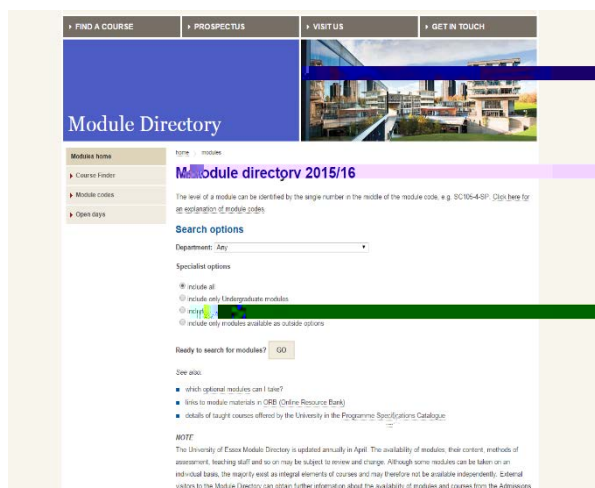 FIND A COURSE
PROSPECTUS
VISIT US
GET IN TOUCH
Module Directory
Modules home
Course Finder
Module codes
Open days
home modules
Module directory 2015/16
The level of a module can be identified by the single number in the middle of the module code, e.g. SC105-4-SP. Click here for
an explanation of module codes.
Search options
Department: Any
Specialist options
include all
include only Undergraduate modules
include only modules available as outside options
Ready to search for modules? GO
See also:
which optional modules can I take?
links to module materials in ORB (Online Resource Bank)
details of taught courses offered by the University in the Programme Specifications Catalogue
NOTE
The University of Essex Module Directory is updated annually in April. The availability of modules, their content, methods of
assessment, teaching staff and so on may be subject to review and change. Although some modules can be taken on an
individual basis, the majority exist as integral elements of courses and may therefore not be available independently. External
visitors to the Module Directory can obtain further information about the availability of modules and courses from the Admissions